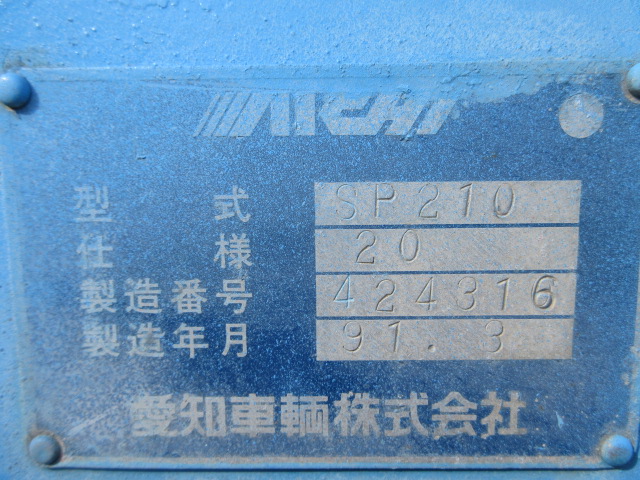 AICHI
型式 SP210
仕様 20
製造番号 424316
製造年月 91.3
愛知車輌株式会社